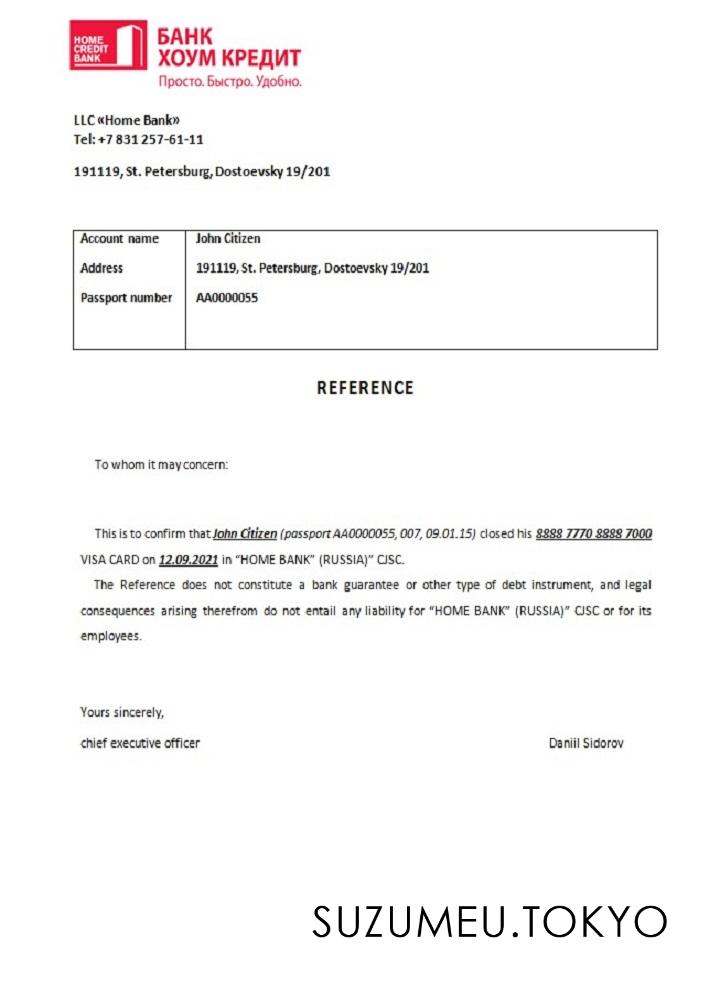 HOME
CREDIT
BANK
БАНК
ХОУМ КРЕДИТ
Просто. Быстро. Удобно.
LLC «Home Bank»
Tel: +7 831 257-61-11
191119, St. Petersburg, Dostoevsky 19/201
Account name John Citizen
Address 191119, St. Petersburg, Dostoevsky 19/201
Passport number AA0000055
REFERENCE
To whom it may concern:
This is to confirm that John Citizen (passport AA0000055, 007, 09.01.15) closed his 8888 7770 8888 7000
VISA CARD on 12.09.2021 in “HOME BANK” (RUSSIA)” CJSC.
The Reference does not constitute a bank guarantee or other type of debt instrument, and legal
consequences arising therefrom do not entail any liability for “HOME BANK” (RUSSIA)” CJSC or for its
employees.
Yours sincerely,
chief executive officer Daniil Sidorov
SUZUMEU.TOKYO